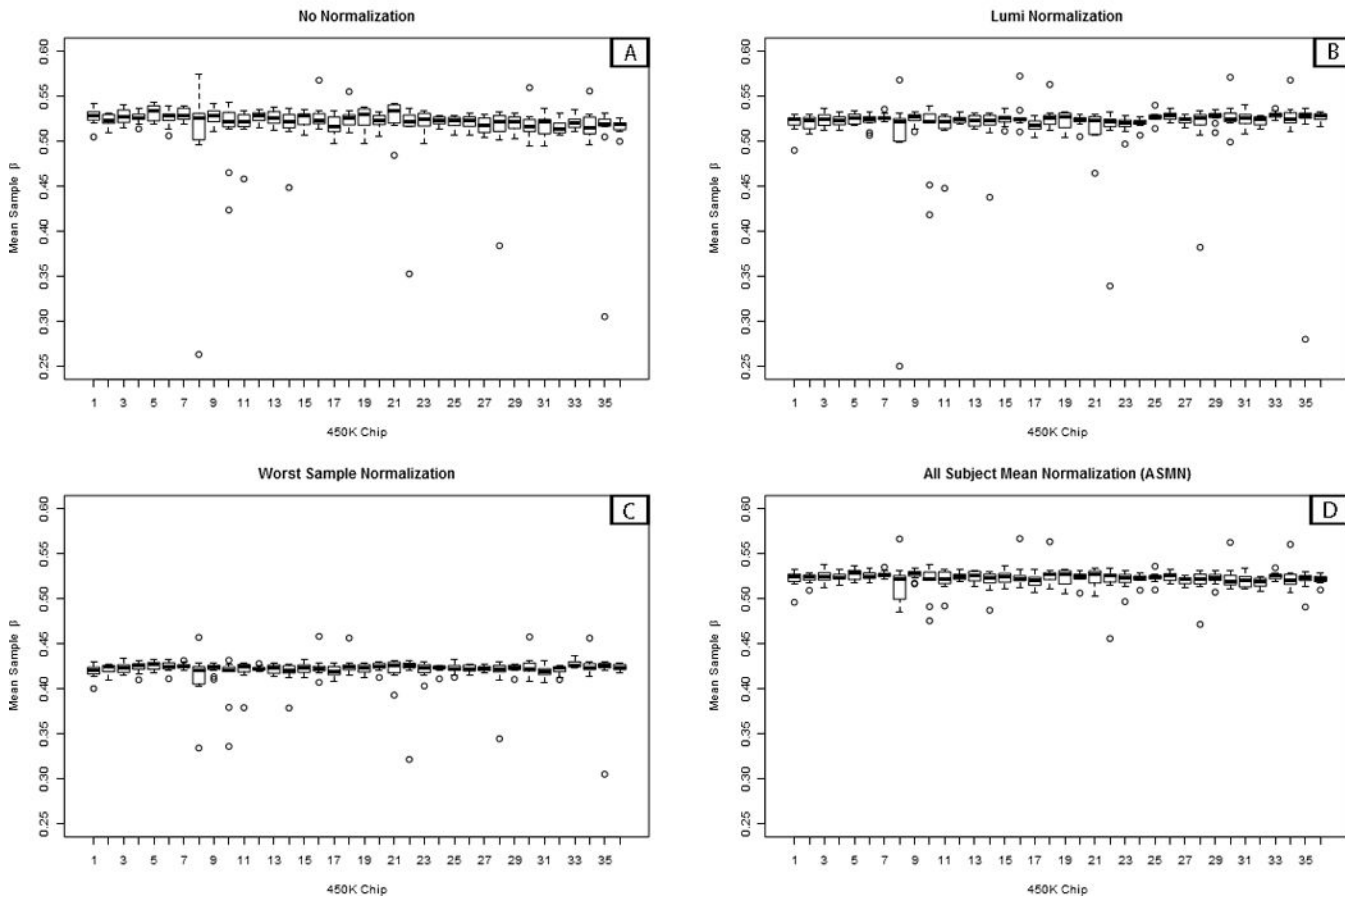 No Normalization
A
0.60
0.55
0.50
0.45
0.40
0.35
0.30
0.25
Mean Sample β
1 3 5 7 9 11 13 15 17 19 21 23 25 27 29 31 33 35
450K Chip
Lumi Normalization
B
0.60
0.55
0.50
0.45
0.40
0.35
0.30
0.25
Mean Sample β
1 3 5 7 9 11 13 15 17 19 21 23 25 27 29 31 33 35
450K Chip
Worst Sample Normalization
C
0.60
0.55
0.50
0.45
0.40
0.35
0.30
0.25
Mean Sample β
1 3 5 7 9 11 13 15 17 19 21 23 25 27 29 31 33 35
450K Chip
All Subject Mean Normalization (ASMN)
D
0.60
0.55
0.50
0.45
0.40
0.35
0.30
0.25
Mean Sample β
1 3 5 7 9 11 13 15 17 19 21 23 25 27 29 31 33 35
450K Chip